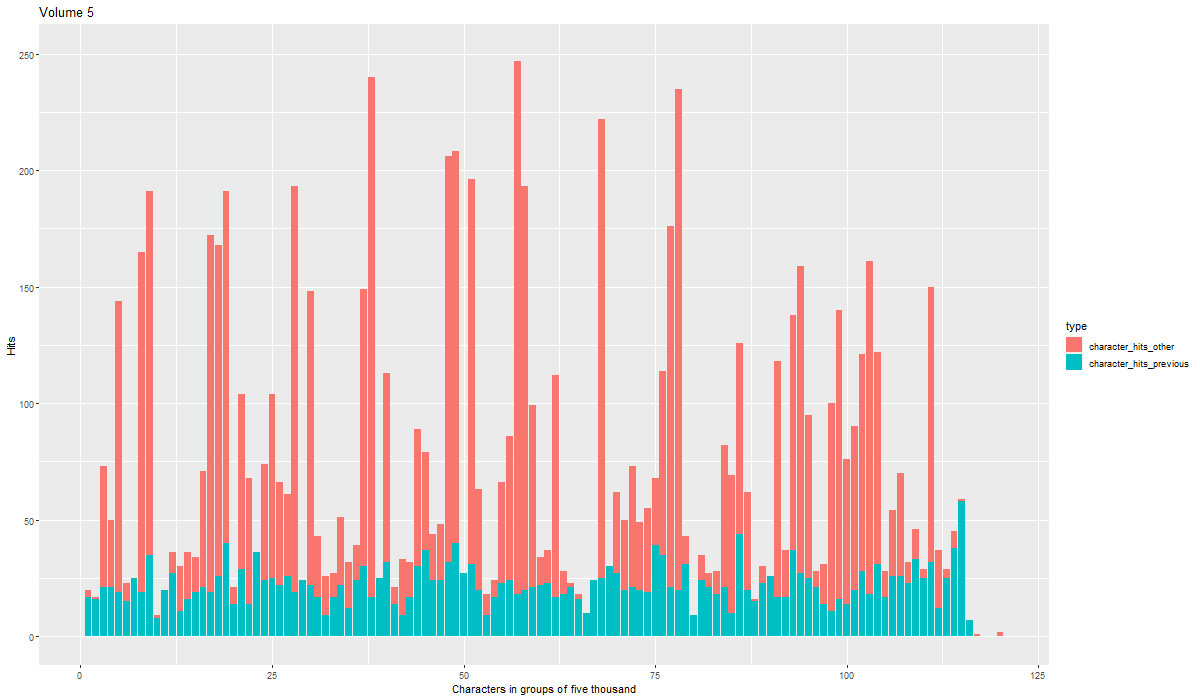 Volume 5
250
200
150
100
50
0
Hits
0 25 50 75 100 125
Characters in groups of five thousand
type
character_hits_other
character_hits_previous